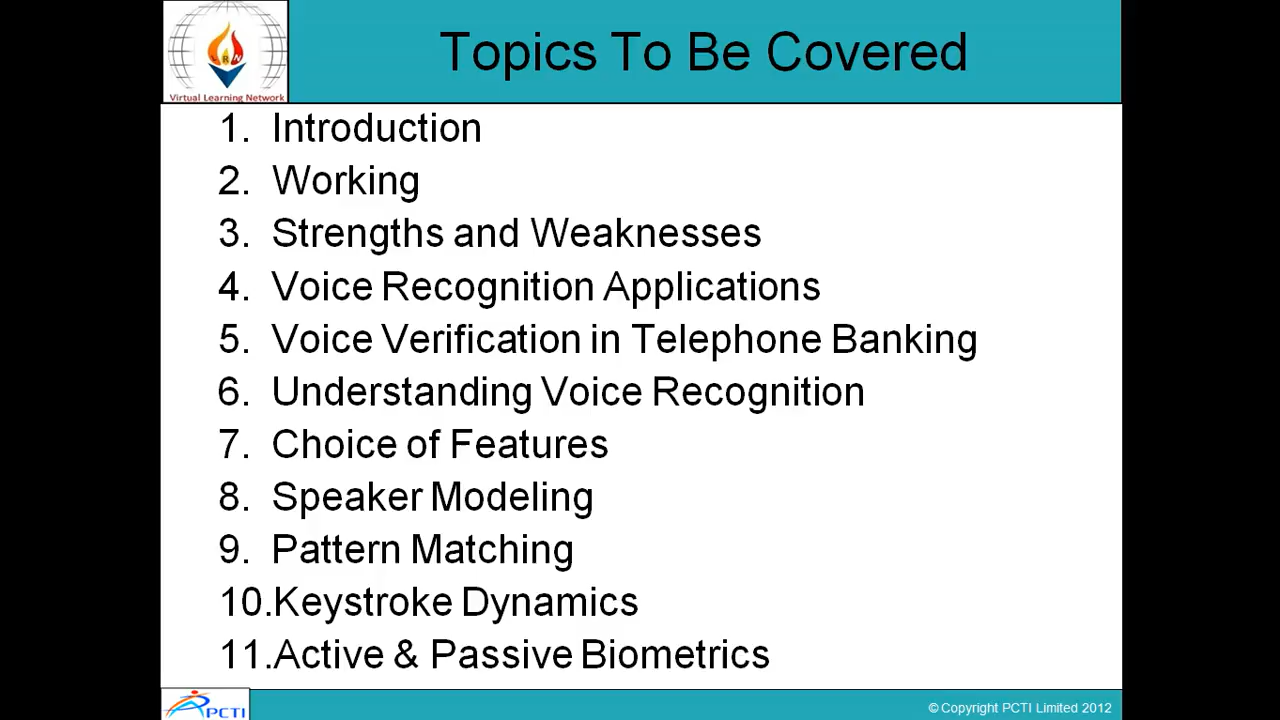 LRN
Virtual Learning Network
Topics To Be Covered
1. Introduction
2. Working
3. Strengths and Weaknesses
4. Voice Recognition Applications
5. Voice Verification in Telephone Banking
6. Understanding Voice Recognition
7. Choice of Features
8. Speaker Modeling
9. Pattern Matching
10.Keystroke Dynamics
11.Active & Passive Biometrics
PCTI
© Copyright PCTI Limited 2012